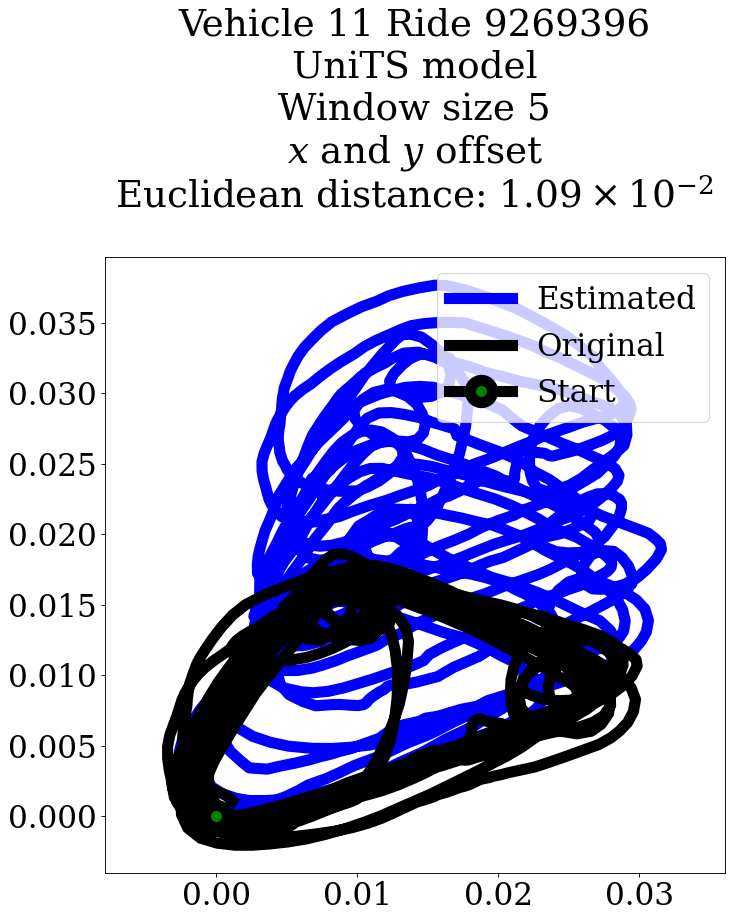 Vehicle 11 Ride 9269396
UniTS model
Window size 5
x and y offset
Euclidean distance: 1.09 × 10⁻²
Estimated
Original
Start
0.035
0.030
0.025
0.020
0.015
0.010
0.005
0.000
0.00 0.01 0.02 0.03